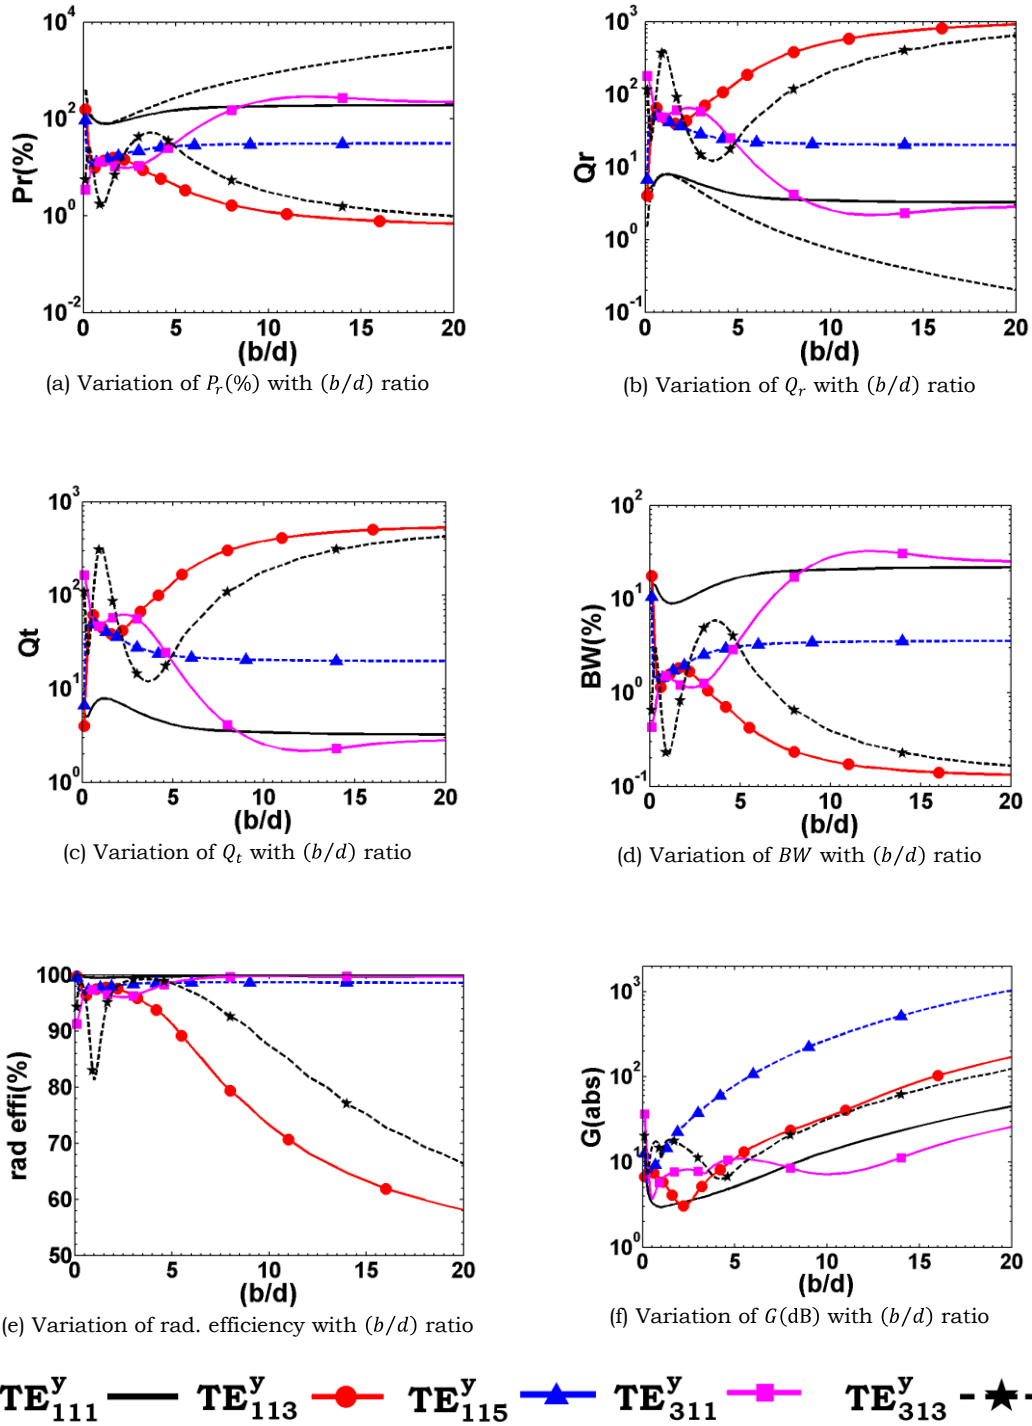 10^4
10^2
10^0
10^-2
Pr(%)
0 5 10 15 20
(b/d)
(a) Variation of P_r(%) with (b/d) ratio
10^3
10^2
10^1
10^0
10^-1
Qr
0 5 10 15 20
(b/d)
(b) Variation of Q_r with (b/d) ratio
10^3
10^2
10^1
10^0
Qt
0 5 10 15 20
(b/d)
(c) Variation of Q_t with (b/d) ratio
10^2
10^1
10^0
10^-1
BW(%)
0 5 10 15 20
(b/d)
(d) Variation of BW with (b/d) ratio
100
90
80
70
60
50
rad effi(%)
0 5 10 15 20
(b/d)
(e) Variation of rad. efficiency with (b/d) ratio
10^3
10^2
10^1
10^0
G(abs)
0 5 10 15 20
(b/d)
(f) Variation of G(dB) with (b/d) ratio
TE^y_111 TE^y_113 TE^y_115 TE^y_311 TE^y_313